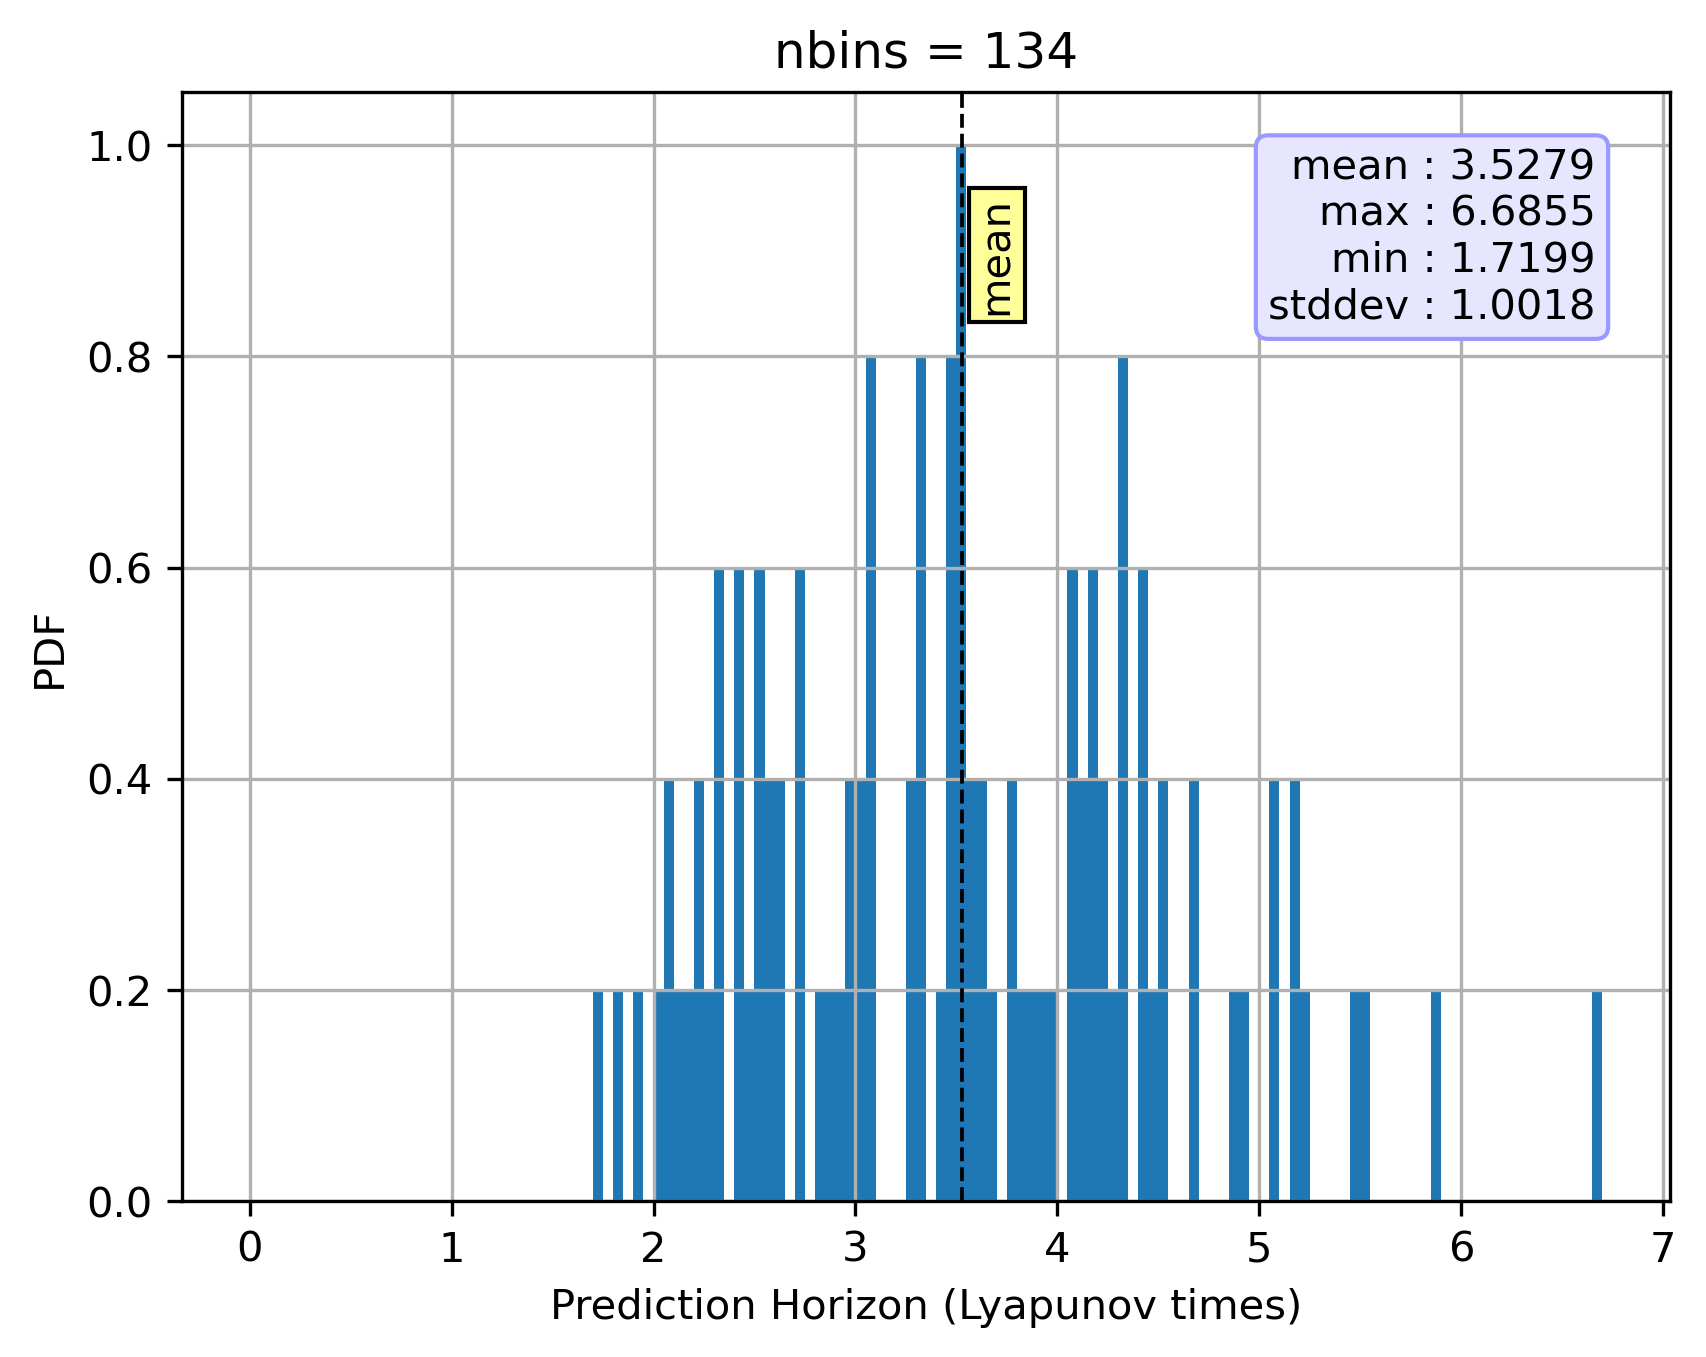 nbins = 134
mean : 3.5279
max : 6.6855
min : 1.7199
stddev : 1.0018
mean
1.0
0.8
0.6
0.4
0.2
0.0
PDF
0 1 2 3 4 5 6 7
Prediction Horizon (Lyapunov times)